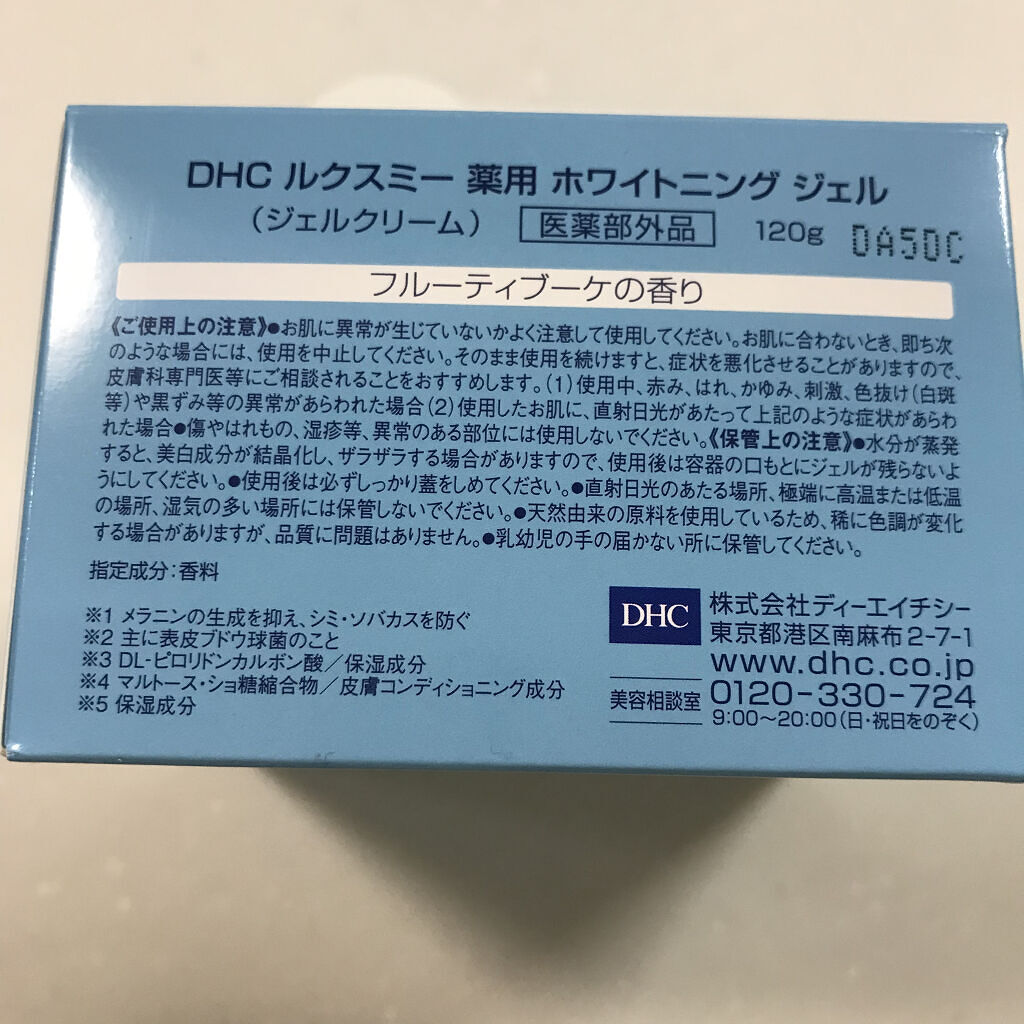 DHC ルクスミー 薬用 ホワイトニング ジェル
(ジェルクリーム) 医薬部外品 120g DA50C
フルーティブーケの香り
《ご使用上の注意》●お肌に異常が生じていないかよく注意して使用してください。お肌に合わないとき、即ち次
のような場合には、使用を中止してください。そのまま使用を続けますと、症状を悪化させることがありますので、
皮膚科専門医等にご相談されることをおすすめします。(1)使用中、赤み、はれ、かゆみ、刺激、色抜け(白斑
等)や黒ずみ等の異常があらわれた場合(2)使用したお肌に、直射日光があたって上記のような症状があらわ
れた場合●傷やはれもの、湿疹等、異常のある部位には使用しないでください。《保管上の注意》●水分が蒸発
すると、美白成分が結晶化し、ザラザラする場合がありますので、使用後は容器の口もとにジェルが残らないよ
うにしてください。●使用後は必ずしっかり蓋をしめてください。●直射日光のあたる場所、極端に高温または低温
の場所、湿気の多い場所には保管しないでください。●天然由来の原料を使用しているため、稀に色調が変化
する場合がありますが、品質に問題はありません。●乳幼児の手の届かない所に保管してください。
指定成分:香料
※1 メラニンの生成を抑え、シミ・ソバカスを防ぐ
※2 主に表皮ブドウ球菌のこと
※3 DL-ピロリドンカルボン酸/保湿成分
※4 マルトース・ショ糖縮合物/皮膚コンディショニング成分
※5 保湿成分
DHC 株式会社ディーエイチシー
東京都港区南麻布2-7-1
www.dhc.co.jp
美容相談室 0120-330-724
9:00~20:00(日・祝日をのぞく)